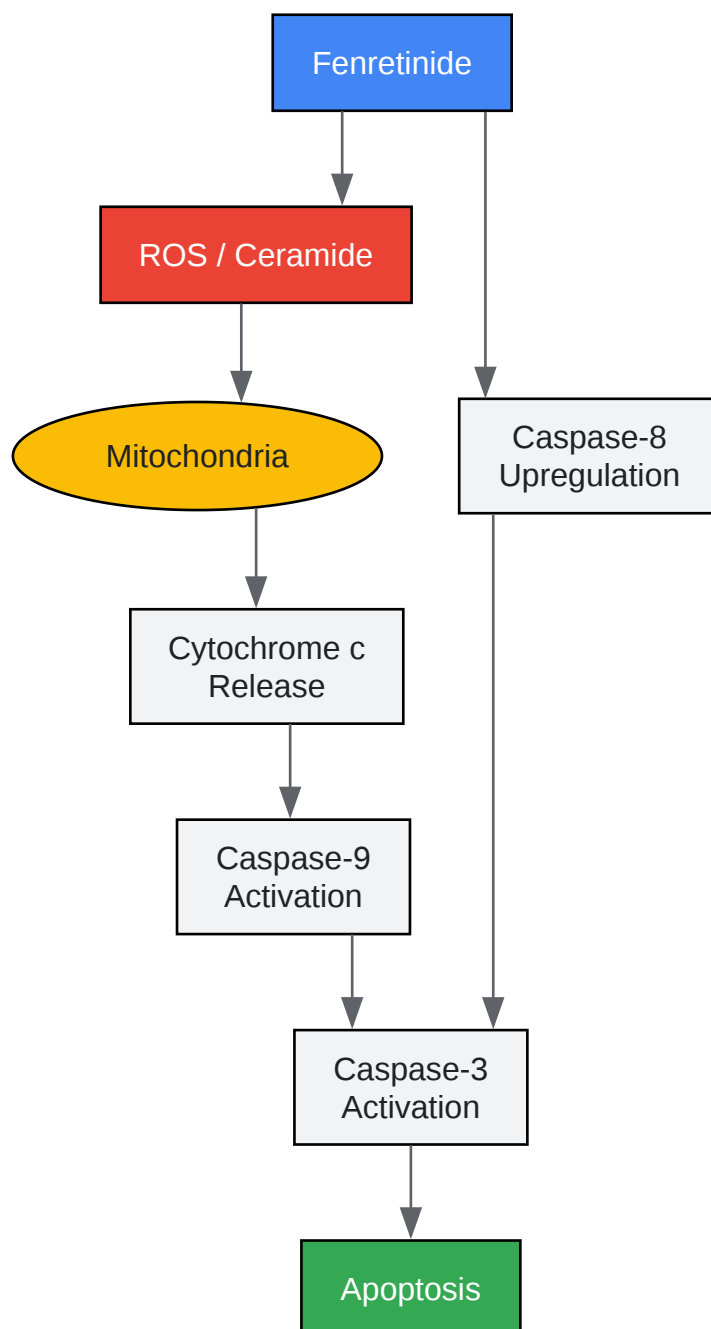 Fenretinide
ROS / Ceramide
Mitochondria
Caspase-8
Upregulation
Cytochrome c
Release
Caspase-9
Activation
Caspase-3
Activation
Apoptosis